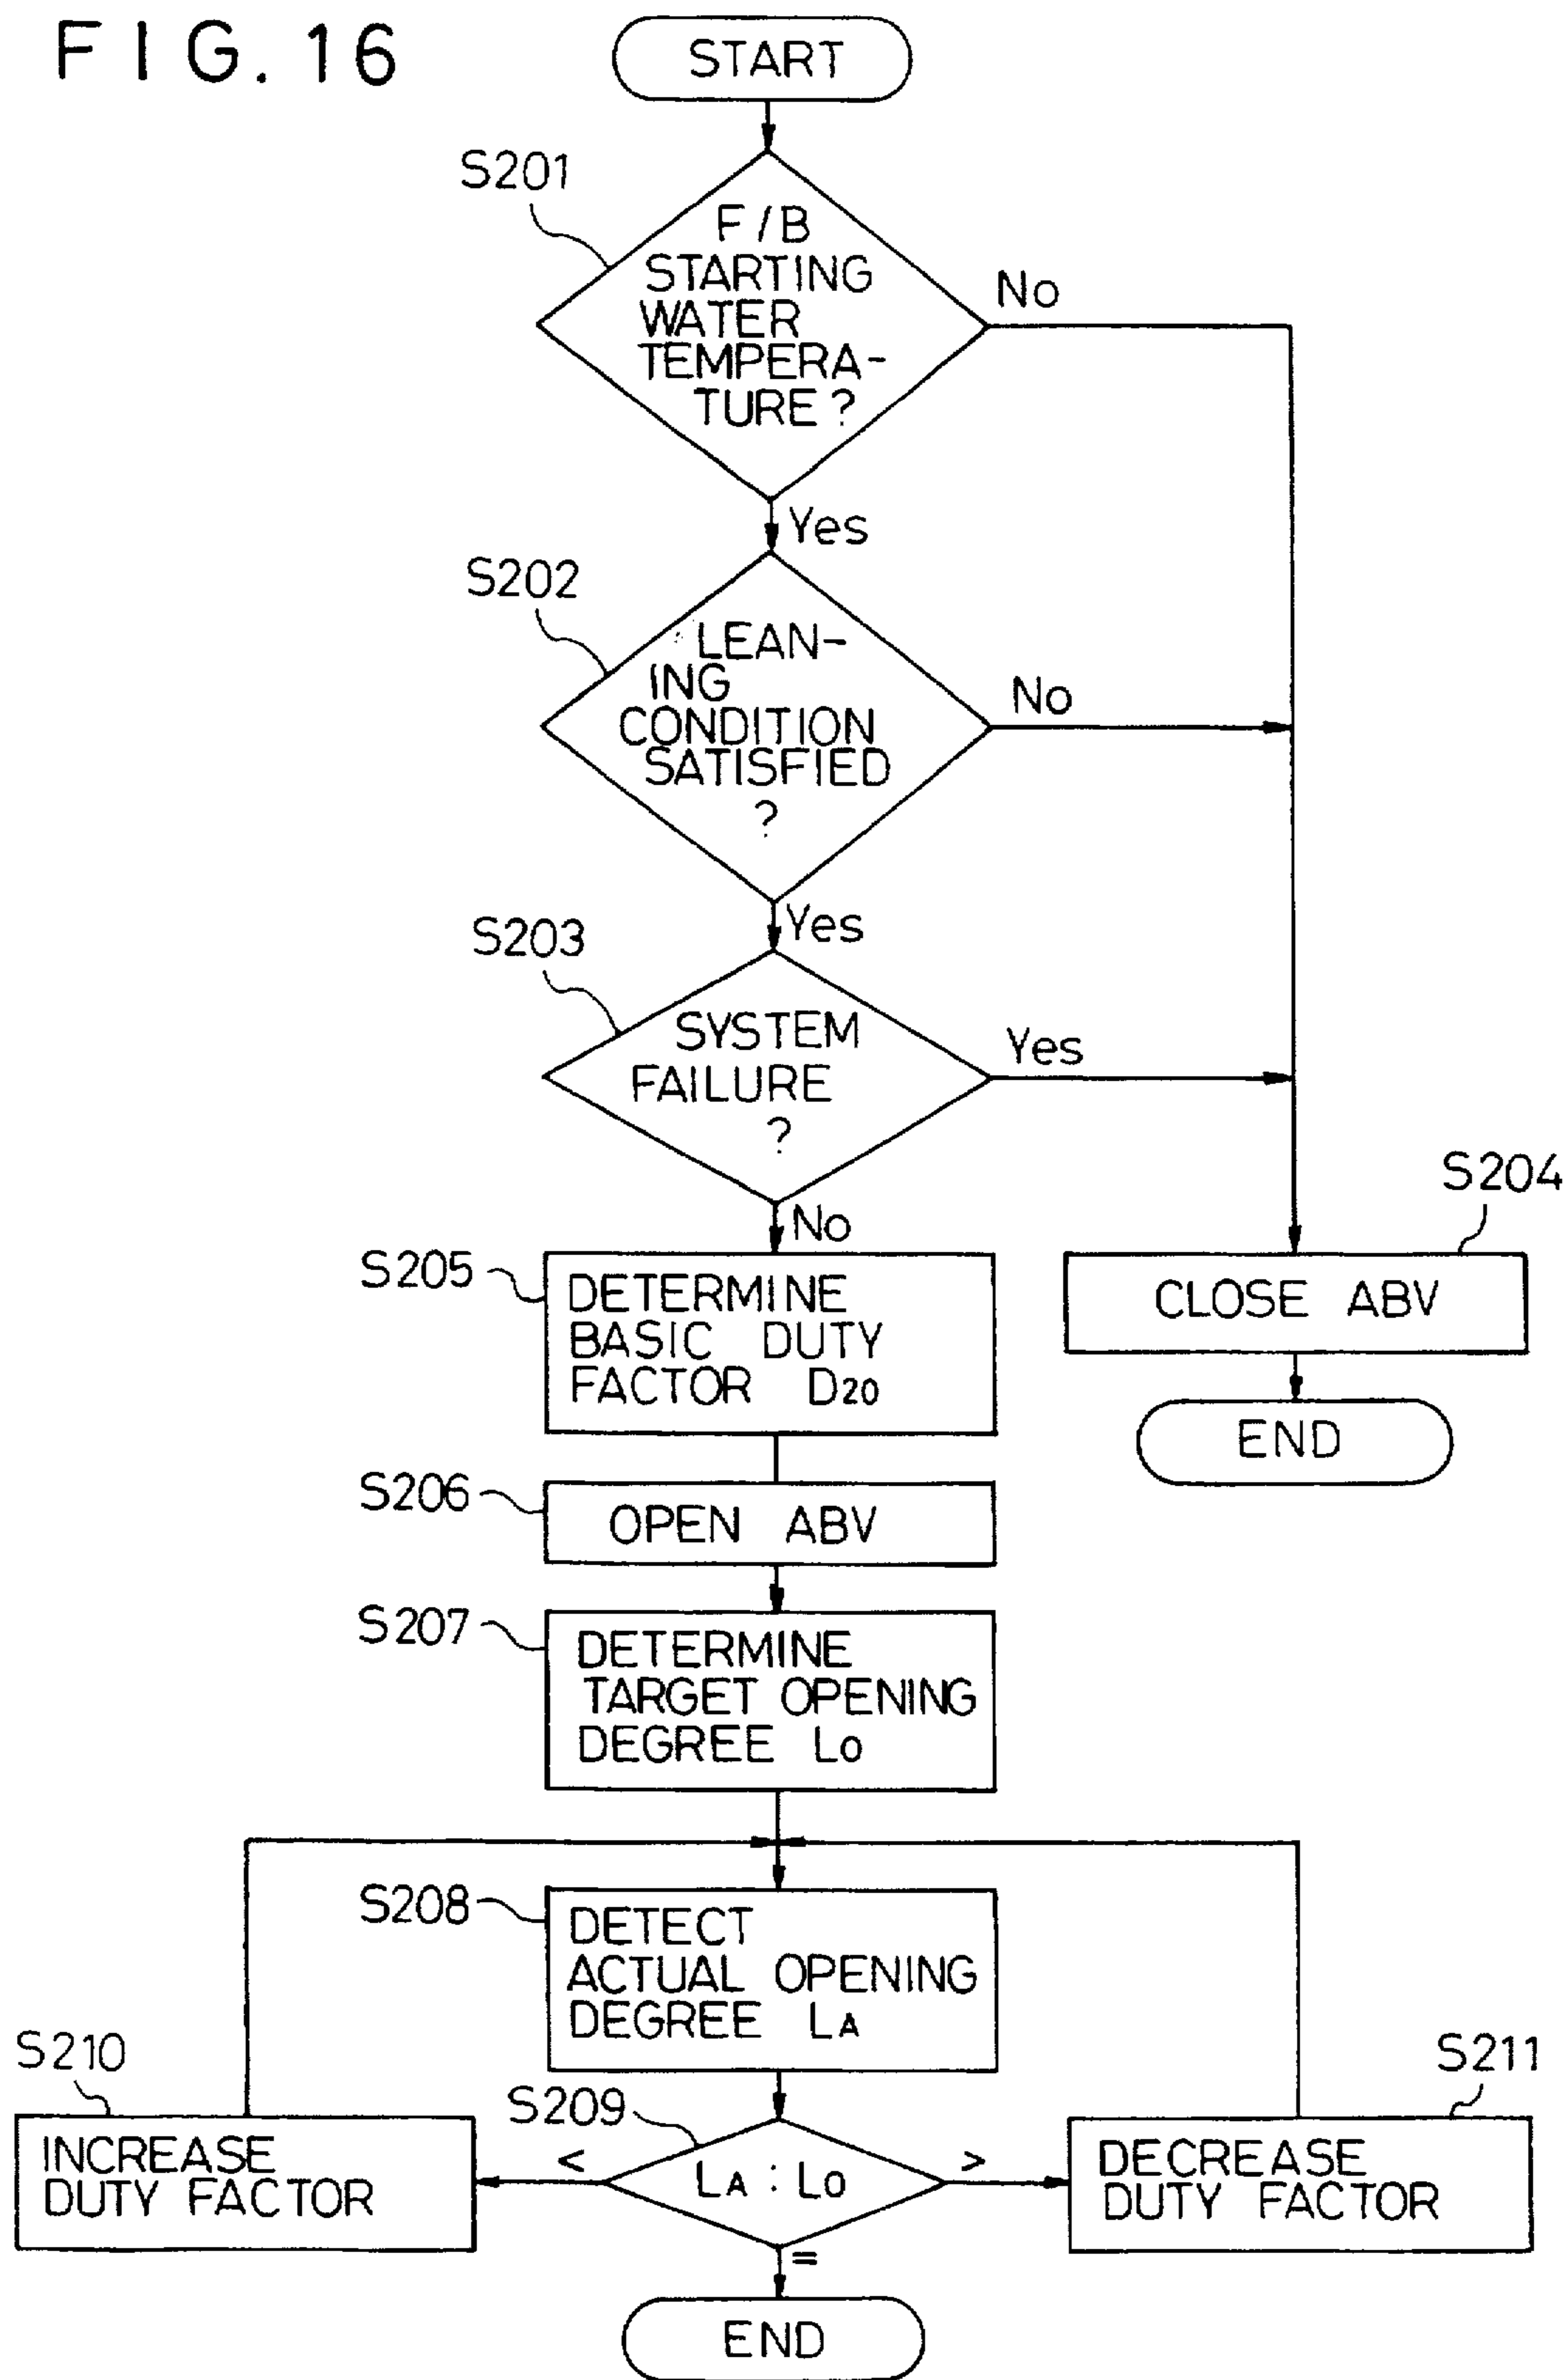 FIG. 16
START
S201
F/B
STARTING
WATER
TEMPERA-
TURE?
No
Yes
S202
LEAN-
ING
CONDITION
SATISFIED
?
No
Yes
S203
SYSTEM
FAILURE
?
Yes
No
S204
CLOSE ABV
END
S205
DETERMINE
BASIC DUTY
FACTOR D20
S206
OPEN ABV
S207
DETERMINE
TARGET OPENING
DEGREE LO
S208
DETECT
ACTUAL OPENING
DEGREE LA
S209
LA : LO
<
>
=
S210
INCREASE
DUTY FACTOR
S211
DECREASE
DUTY FACTOR
END